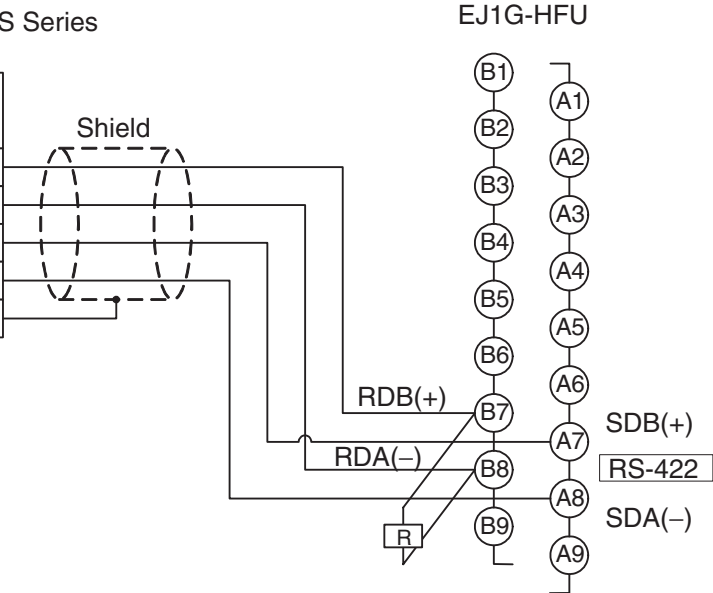 S Series
EJ1G-HFU
Shield
B1
B2
B3
B4
B5
B6
B7
B8
B9
A1
A2
A3
A4
A5
A6
A7
A8
A9
RDB(+)
RDA(−)
R
SDB(+)
RS-422
SDA(−)